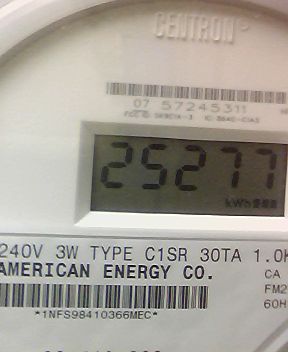 CENTRON®
07 57245311
25277
kWh
240V 3W TYPE C1SR 30TA 1.0K
AMERICAN ENERGY CO.
CA
FM2
60H
*1NFS98410366MEC*